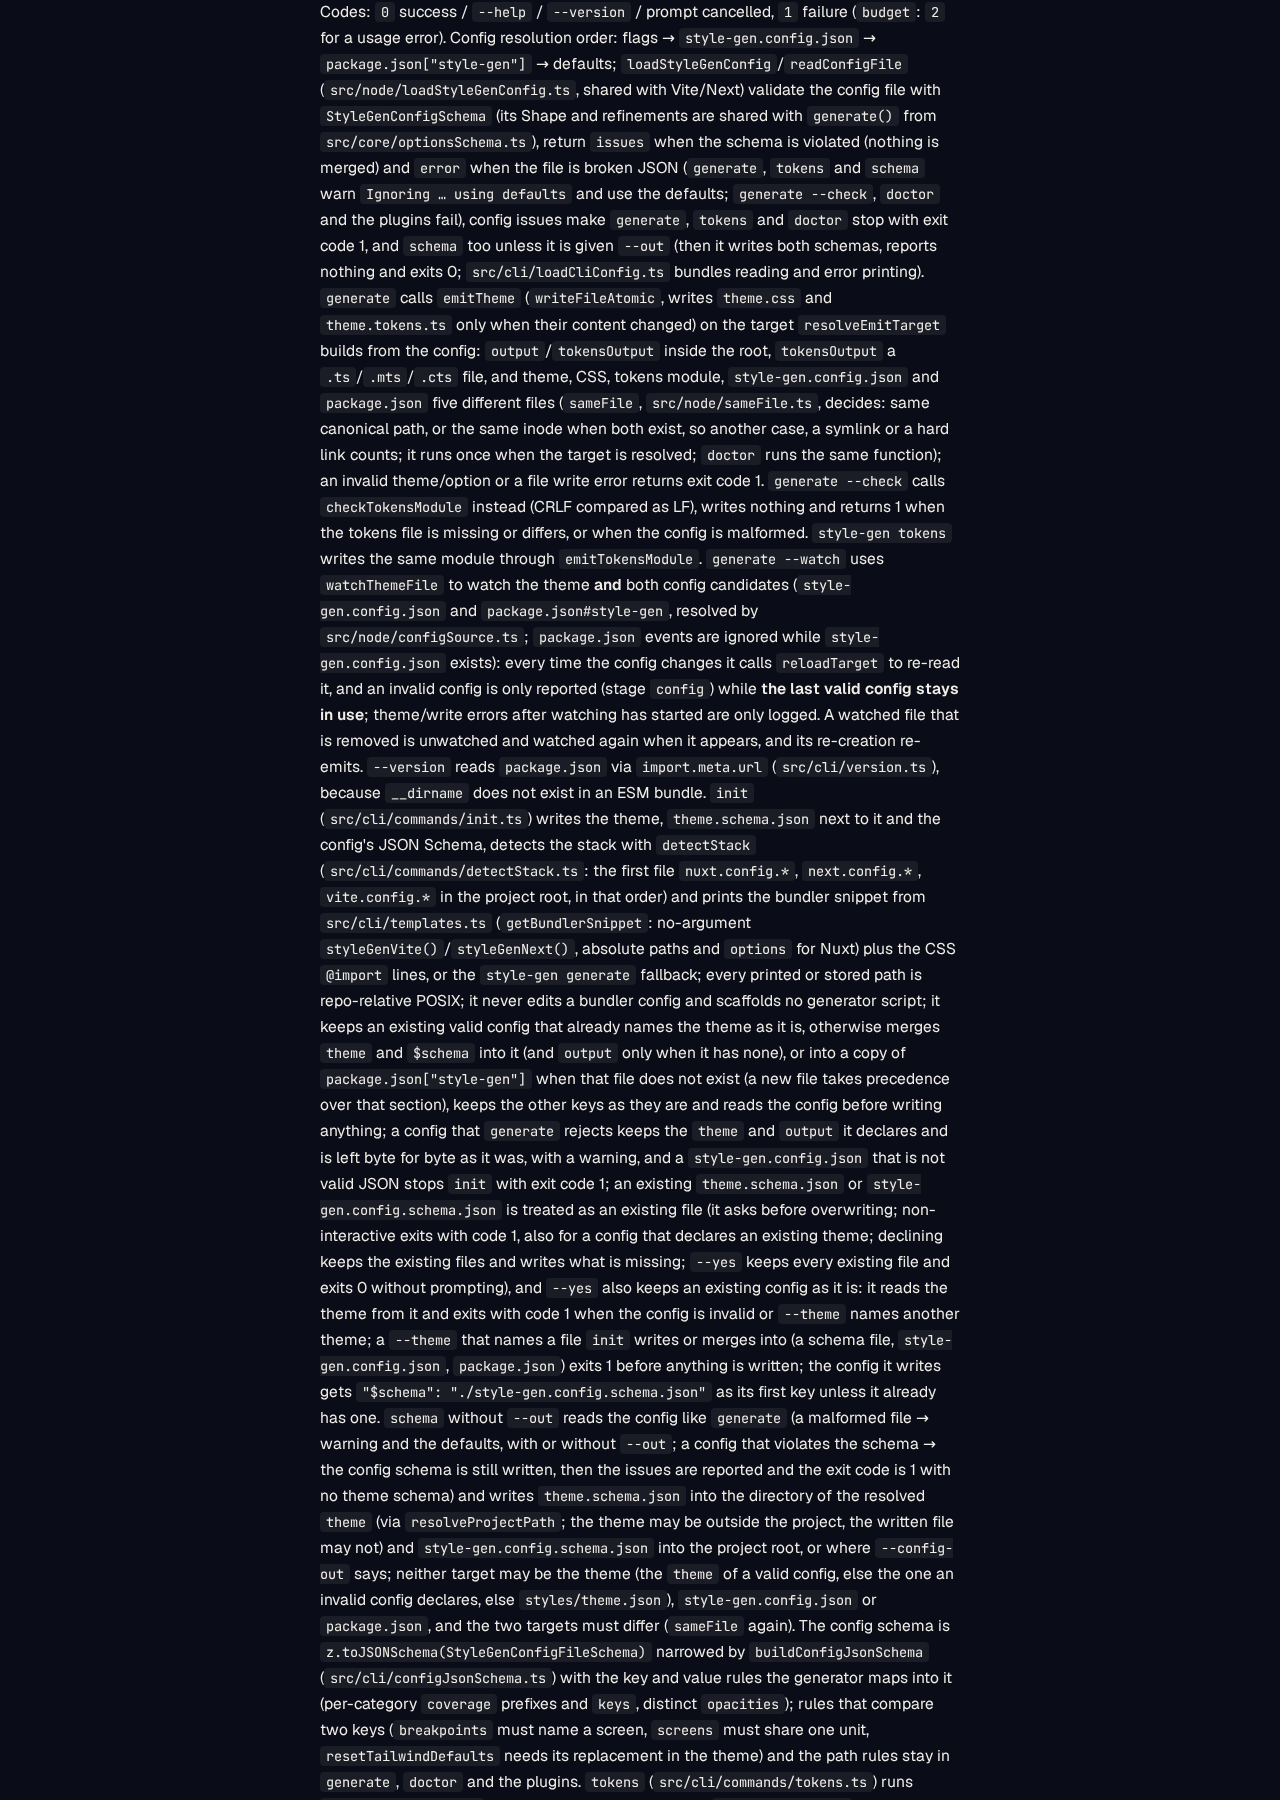 Codes: 0 success / --help / --version / prompt cancelled, 1 failure ( budget : 2
for a usage error). Config resolution order: flags → style-gen.config.json →
package.json["style-gen"] → defaults; loadStyleGenConfig / readConfigFile
( src/node/loadStyleGenConfig.ts , shared with Vite/Next) validate the config file with
StyleGenConfigSchema (its Shape and refinements are shared with generate() from
src/core/optionsSchema.ts ), return issues when the schema is violated (nothing is
merged) and error when the file is broken JSON ( generate , tokens and schema
warn Ignoring … using defaults and use the defaults; generate --check , doctor
and the plugins fail), config issues make generate , tokens and doctor stop with exit
code 1, and schema too unless it is given --out (then it writes both schemas, reports
nothing and exits 0; src/cli/loadCliConfig.ts bundles reading and error printing).
generate calls emitTheme ( writeFileAtomic , writes theme.css and
theme.tokens.ts only when their content changed) on the target resolveEmitTarget
builds from the config: output / tokensOutput inside the root, tokensOutput a
.ts / .mts / .cts file, and theme, CSS, tokens module, style-gen.config.json and
package.json five different files ( sameFile , src/node/sameFile.ts , decides: same
canonical path, or the same inode when both exist, so another case, a symlink or a hard
link counts; it runs once when the target is resolved; doctor runs the same function);
an invalid theme/option or a file write error returns exit code 1. generate --check calls
checkTokensModule instead (CRLF compared as LF), writes nothing and returns 1 when
the tokens file is missing or differs, or when the config is malformed. style-gen tokens
writes the same module through emitTokensModule . generate --watch uses
watchThemeFile to watch the theme and both config candidates ( style-
gen.config.json and package.json#style-gen , resolved by
src/node/configSource.ts ; package.json events are ignored while style-
gen.config.json exists): every time the config changes it calls reloadTarget to re-read
it, and an invalid config is only reported (stage config ) while the last valid config stays
in use; theme/write errors after watching has started are only logged. A watched file that
is removed is unwatched and watched again when it appears, and its re-creation re-
emits. --version reads package.json via import.meta.url ( src/cli/version.ts ),
because __dirname does not exist in an ESM bundle. init
( src/cli/commands/init.ts ) writes the theme, theme.schema.json next to it and the
config's JSON Schema, detects the stack with detectStack
( src/cli/commands/detectStack.ts : the first file nuxt.config.* , next.config.* ,
vite.config.* in the project root, in that order) and prints the bundler snippet from
src/cli/templates.ts ( getBundlerSnippet : no-argument
styleGenVite() / styleGenNext() , absolute paths and options for Nuxt) plus the CSS
@import lines, or the style-gen generate fallback; every printed or stored path is
repo-relative POSIX; it never edits a bundler config and scaffolds no generator script; it
keeps an existing valid config that already names the theme as it is, otherwise merges
theme and $schema into it (and output only when it has none), or into a copy of
package.json["style-gen"] when that file does not exist (a new file takes precedence
over that section), keeps the other keys as they are and reads the config before writing
anything; a config that generate rejects keeps the theme and output it declares and
is left byte for byte as it was, with a warning, and a style-gen.config.json that is not
valid JSON stops init with exit code 1; an existing theme.schema.json or style-
gen.config.schema.json is treated as an existing file (it asks before overwriting; non-
interactive exits with code 1, also for a config that declares an existing theme; declining
keeps the existing files and writes what is missing; --yes keeps every existing file and
exits 0 without prompting), and --yes also keeps an existing config as it is: it reads the
theme from it and exits with code 1 when the config is invalid or --theme names another
theme; a --theme that names a file init writes or merges into (a schema file, style-
gen.config.json , package.json ) exits 1 before anything is written; the config it writes
gets "$schema": "./style-gen.config.schema.json" as its first key unless it already
has one. schema without --out reads the config like generate (a malformed file →
warning and the defaults, with or without --out ; a config that violates the schema →
the config schema is still written, then the issues are reported and the exit code is 1 with
no theme schema) and writes theme.schema.json into the directory of the resolved
theme (via resolveProjectPath ; the theme may be outside the project, the written file
may not) and style-gen.config.schema.json into the project root, or where --config-
out says; neither target may be the theme (the theme of a valid config, else the one an
invalid config declares, else styles/theme.json ), style-gen.config.json or
package.json , and the two targets must differ ( sameFile again). The config schema is
z.toJSONSchema(StyleGenConfigFileSchema) narrowed by buildConfigJsonSchema
( src/cli/configJsonSchema.ts ) with the key and value rules the generator maps into it
(per-category coverage prefixes and keys , distinct opacities ); rules that compare
two keys ( breakpoints must name a screen, screens must share one unit,
resetTailwindDefaults needs its replacement in the theme) and the path rules stay in
generate , doctor and the plugins. tokens ( src/cli/commands/tokens.ts ) runs